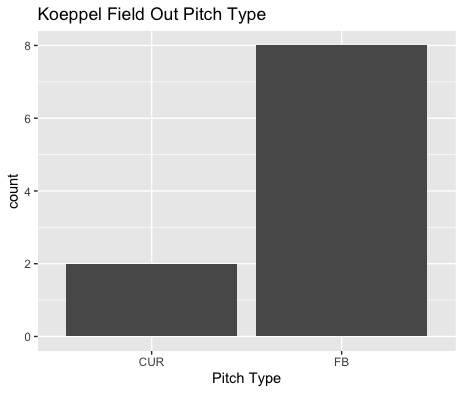 Koeppel Field Out Pitch Type
8
6
4
2
0
count
CUR
FB
Pitch Type